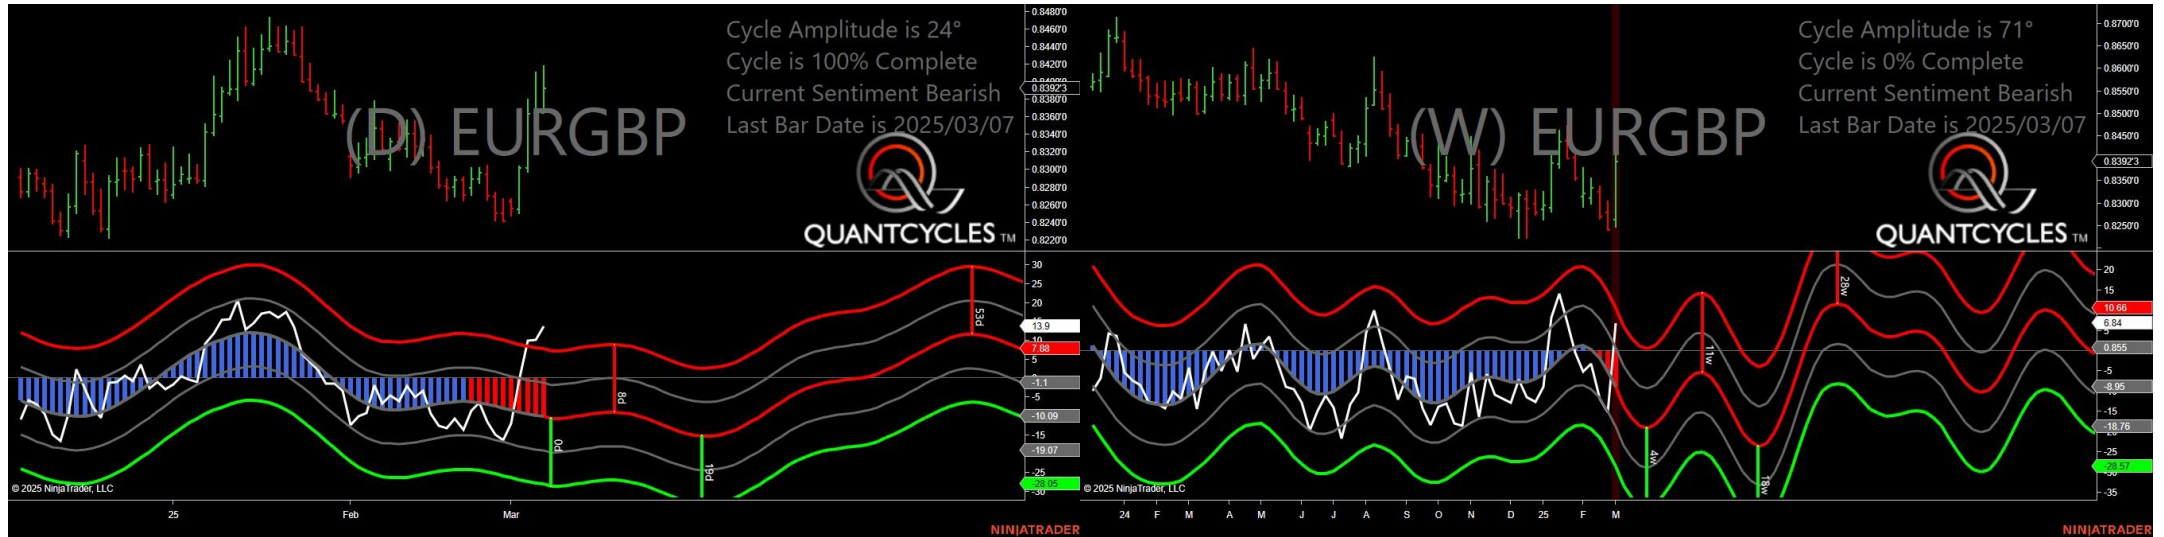 Cycle Amplitude is 24°
Cycle is 100% Complete
Current Sentiment Bearish
Last Bar Date is 2025/03/07
(D) EURGBP
QUANTCYCLES TM
0.8480'0
0.8460'0
0.8440'0
0.8420'0
0.8400'0
0.8392'3
0.8380'0
0.8360'0
0.8340'0
0.8320'0
0.8300'0
0.8280'0
0.8260'0
0.8240'0
0.8220'0
30
25
20
13.9
10
7.88
5
-1.1
-5
-10.09
-15
-19.07
-25
-28.05
-30
0d
8d
19d
53d
© 2025 NinjaTrader, LLC
25 Feb Mar
NINJATRADER
Cycle Amplitude is 71°
Cycle is 0% Complete
Current Sentiment Bearish
Last Bar Date is 2025/03/07
(W) EURGBP
QUANTCYCLES TM
0.8700'0
0.8650'0
0.8600'0
0.8550'0
0.8500'0
0.8450'0
0.8392'3
0.8350'0
0.8300'0
0.8250'0
20
15
10.66
6.84
5
0.855
-5
-8.95
-15
-18.76
-25
-28.57
-35
4w
11w
18w
28w
© 2025 NinjaTrader, LLC
24 F M A M J J A S O N D 25 F M
NINJATRADER